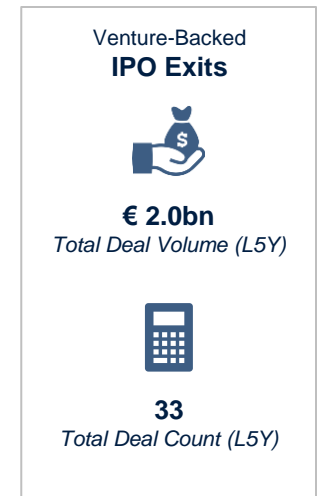 Venture-Backed
IPO Exits
$
€ 2.0bn
Total Deal Volume (L5Y)
33
Total Deal Count (L5Y)